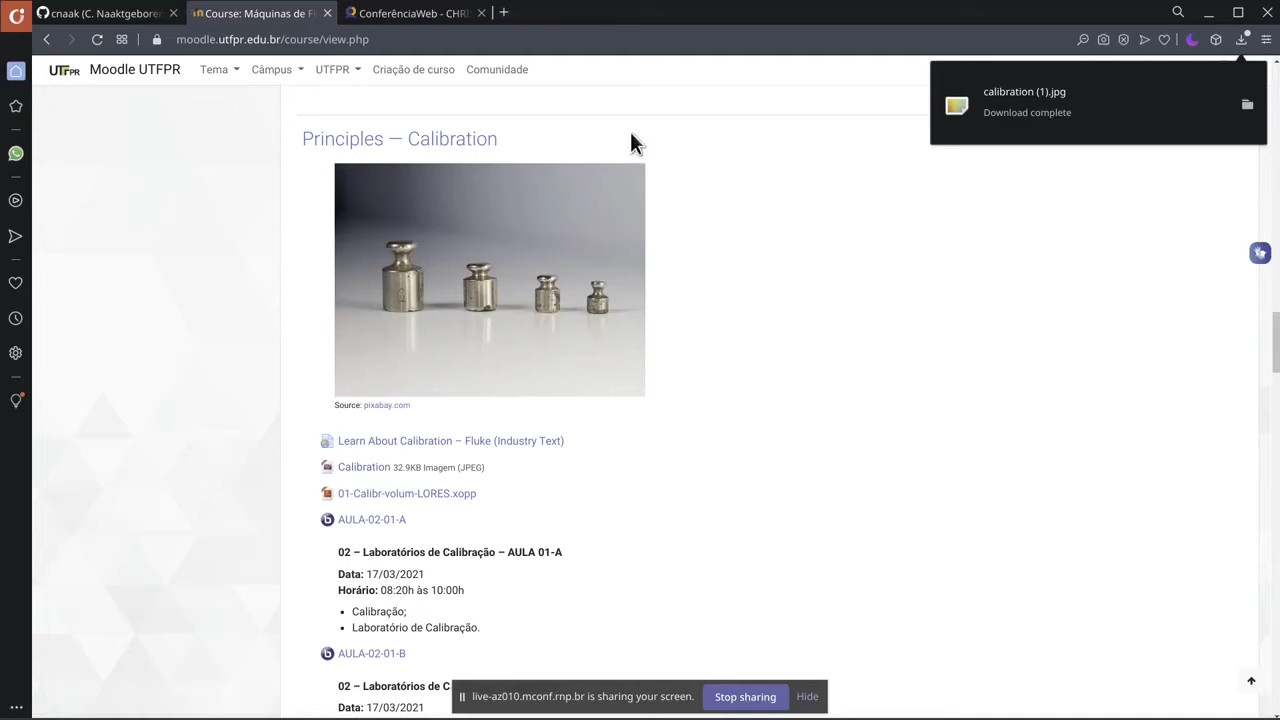 cnaak (C. Naaktgeboren
Course: Máquinas de Fl
ConferênciaWeb - CHRI
moodle.utfpr.edu.br/course/view.php
UTFPR
Moodle UTFPR
Tema
Câmpus
UTFPR
Criação de curso
Comunidade
calibration (1).jpg
Download complete
Principles — Calibration
Source: pixabay.com
Learn About Calibration – Fluke (Industry Text)
Calibration 32.9KB Imagem (JPEG)
01-Calibr-volum-LORES.xopp
AULA-02-01-A
02 – Laboratórios de Calibração – AULA 01-A
Data: 17/03/2021
Horário: 08:20h às 10:00h
• Calibração;
• Laboratório de Calibração.
AULA-02-01-B
02 – Laboratórios de C
Data: 17/03/2021
live-az010.mconf.rnp.br is sharing your screen.
Stop sharing
Hide